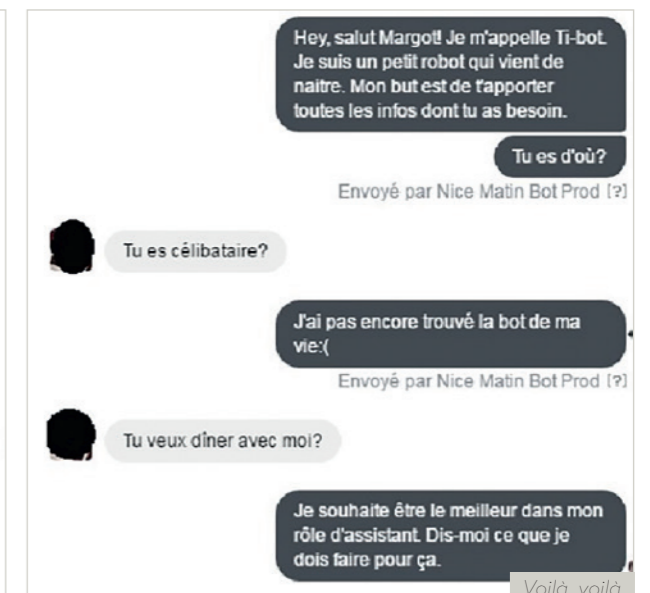 Hey, salut Margot! Je m'appelle Ti-bot.
Je suis un petit robot qui vient de
naitre. Mon but est de t'apporter
toutes les infos dont tu as besoin.
Tu es d'où?
Envoyé par Nice Matin Bot Prod [?]
Tu es célibataire?
J'ai pas encore trouvé la bot de ma
vie:(
Envoyé par Nice Matin Bot Prod [?]
Tu veux dîner avec moi?
Je souhaite être le meilleur dans mon
rôle d'assistant. Dis-moi ce que je
dois faire pour ça.
Voilà, voilà